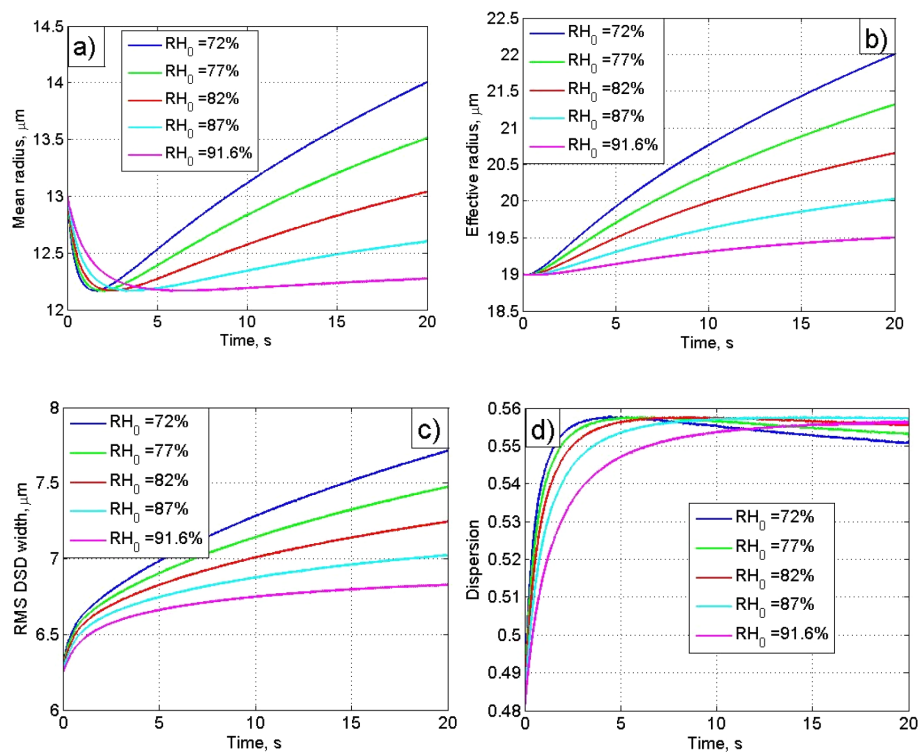 a)
RH0 =72%
RH0 =77%
RH0 =82%
RH0 =87%
RH0 =91.6%
Mean radius, μm
14
13.5
13
12.5
12
0 5 10 15 20
Time, s
b)
RH0 =72%
RH0 =77%
RH0 =82%
RH0 =87%
RH0 =91.6%
Effective radius, μm
22
21.5
21
20.5
20
19.5
19
18.5
0 5 10 15 20
Time, s
c)
RH0 =72%
RH0 =77%
RH0 =82%
RH0 =87%
RH0 =91.6%
RMS DSD width, μm
8
7.5
7
6.5
6
0 5 10 15 20
Time, s
d)
RH0 =72%
RH0 =77%
RH0 =82%
RH0 =87%
RH0 =91.6%
Dispersion
0.56
0.55
0.54
0.53
0.52
0.51
0.5
0.49
0.48
0 5 10 15 20
Time, s